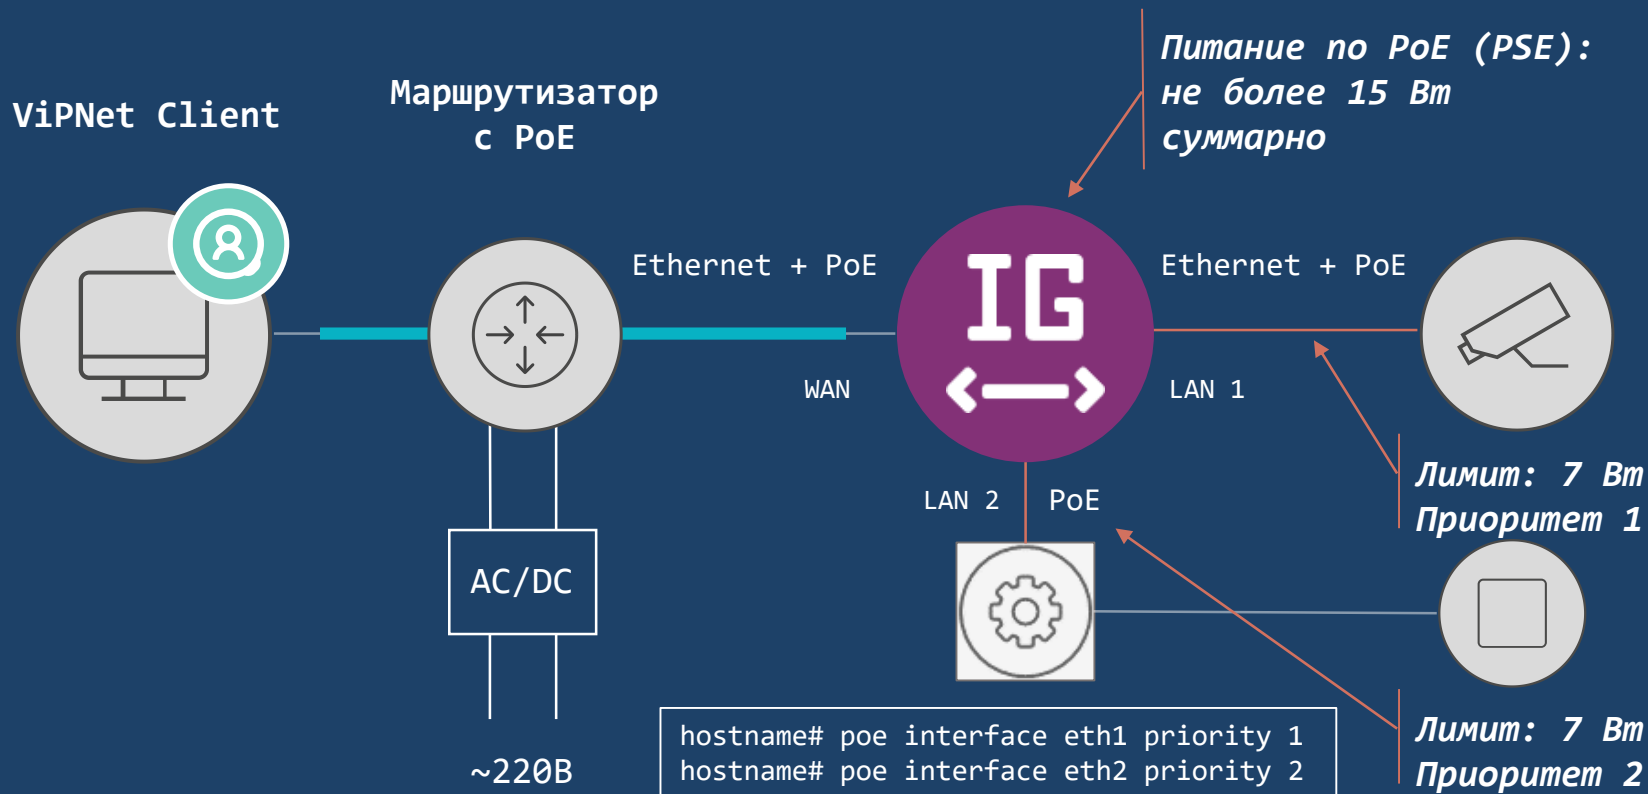 Питание по PoE (PSE):
не более 15 Вт
суммарно
ViPNet Client
Маршрутизатор
с PoE
Ethernet + PoE
IG
Ethernet + PoE
WAN
LAN 1
Лимит: 7 Вт
Приоритет 1
LAN 2
PoE
AC/DC
Лимит: 7 Вт
Приоритет 2
hostname# poe interface eth1 priority 1
hostname# poe interface eth2 priority 2
~220В